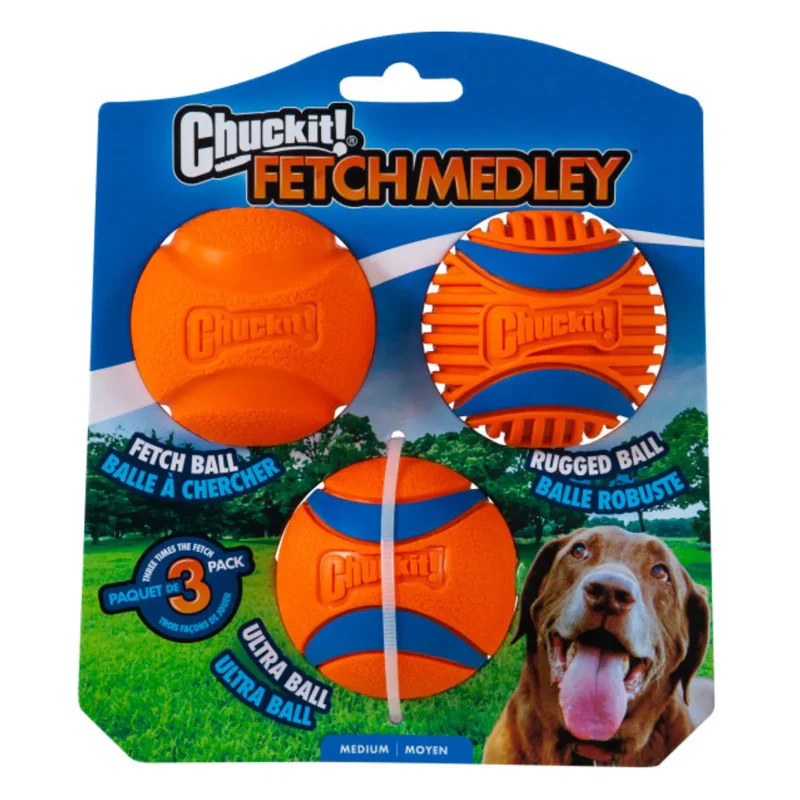 Chuckit!®
FETCH MEDLEY
Chuckit!
Chuckit!
FETCH BALL
BALLE À CHERCHER
RUGGED BALL
BALLE ROBUSTE
Chuckit!
THREE TIMES THE FETCH
3 PACK
PAQUET DE 3
TROIS FAÇONS DE JOUER
ULTRA BALL
ULTRA BALL
MEDIUM | MOYEN